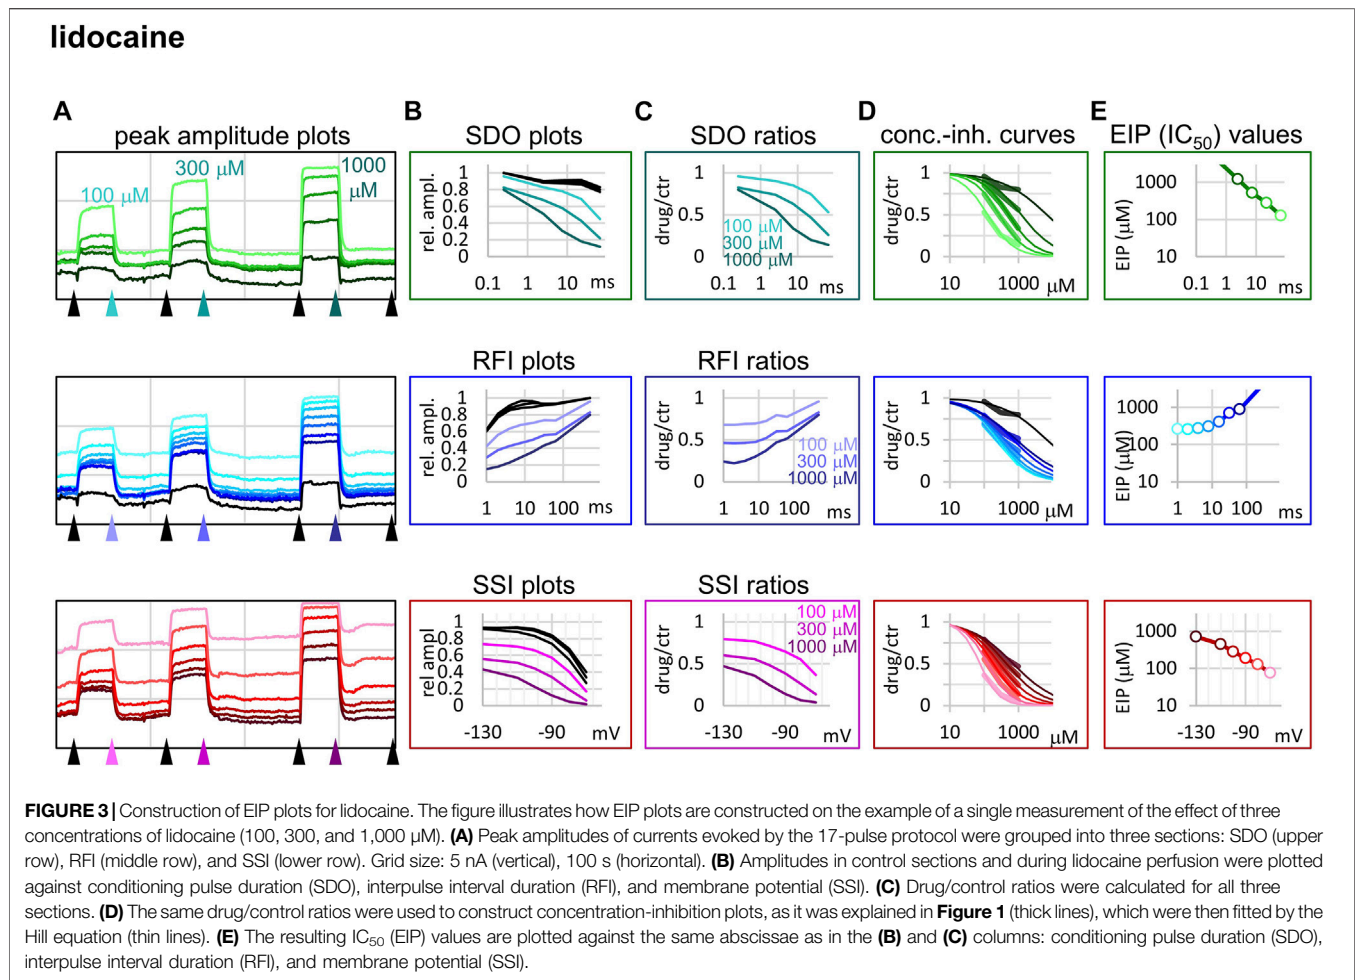 lidocaine
A B C D E
peak amplitude plots SDO plots SDO ratios conc.-inh. curves EIP (IC50) values
100 μM
300 μM
1000
μM
rel. ampl.
1
0.8
0.6
0.4
0.2
0
0.1 1 10 ms
drug/ctr
1
0.5
0
100 μM
300 μM
1000 μM
0.1 1 10 ms
drug/ctr
1
0.5
0
10 1000 μM
EIP (μM)
1000
100
10
0.1 1 10 ms
RFI plots RFI ratios
rel. ampl.
1
0.8
0.6
0.4
0.2
0
1 10 100 ms
drug/ctr
1
0.5
0
100 μM
300 μM
1000 μM
1 10 100 ms
drug/ctr
1
0.5
0
10 1000 μM
EIP (μM)
1000
100
10
1 10 100 ms
SSI plots SSI ratios
rel ampl
1
0.8
0.6
0.4
0.2
0
-130 -90 mV
drug/ctr
1
0.5
0
100 μM
300 μM
1000 μM
-130 -90 mV
drug/ctr
1
0.5
0
10 1000 μM
EIP (μM)
1000
100
10
-130 -90 mV
FIGURE 3 | Construction of EIP plots for lidocaine. The figure illustrates how EIP plots are constructed on the example of a single measurement of the effect of three
concentrations of lidocaine (100, 300, and 1,000 μM). (A) Peak amplitudes of currents evoked by the 17-pulse protocol were grouped into three sections: SDO (upper
row), RFI (middle row), and SSI (lower row). Grid size: 5 nA (vertical), 100 s (horizontal). (B) Amplitudes in control sections and during lidocaine perfusion were plotted
against conditioning pulse duration (SDO), interpulse interval duration (RFI), and membrane potential (SSI). (C) Drug/control ratios were calculated for all three
sections. (D) The same drug/control ratios were used to construct concentration-inhibition plots, as it was explained in Figure 1 (thick lines), which were then fitted by the
Hill equation (thin lines). (E) The resulting IC50 (EIP) values are plotted against the same abscissae as in the (B) and (C) columns: conditioning pulse duration (SDO),
interpulse interval duration (RFI), and membrane potential (SSI).